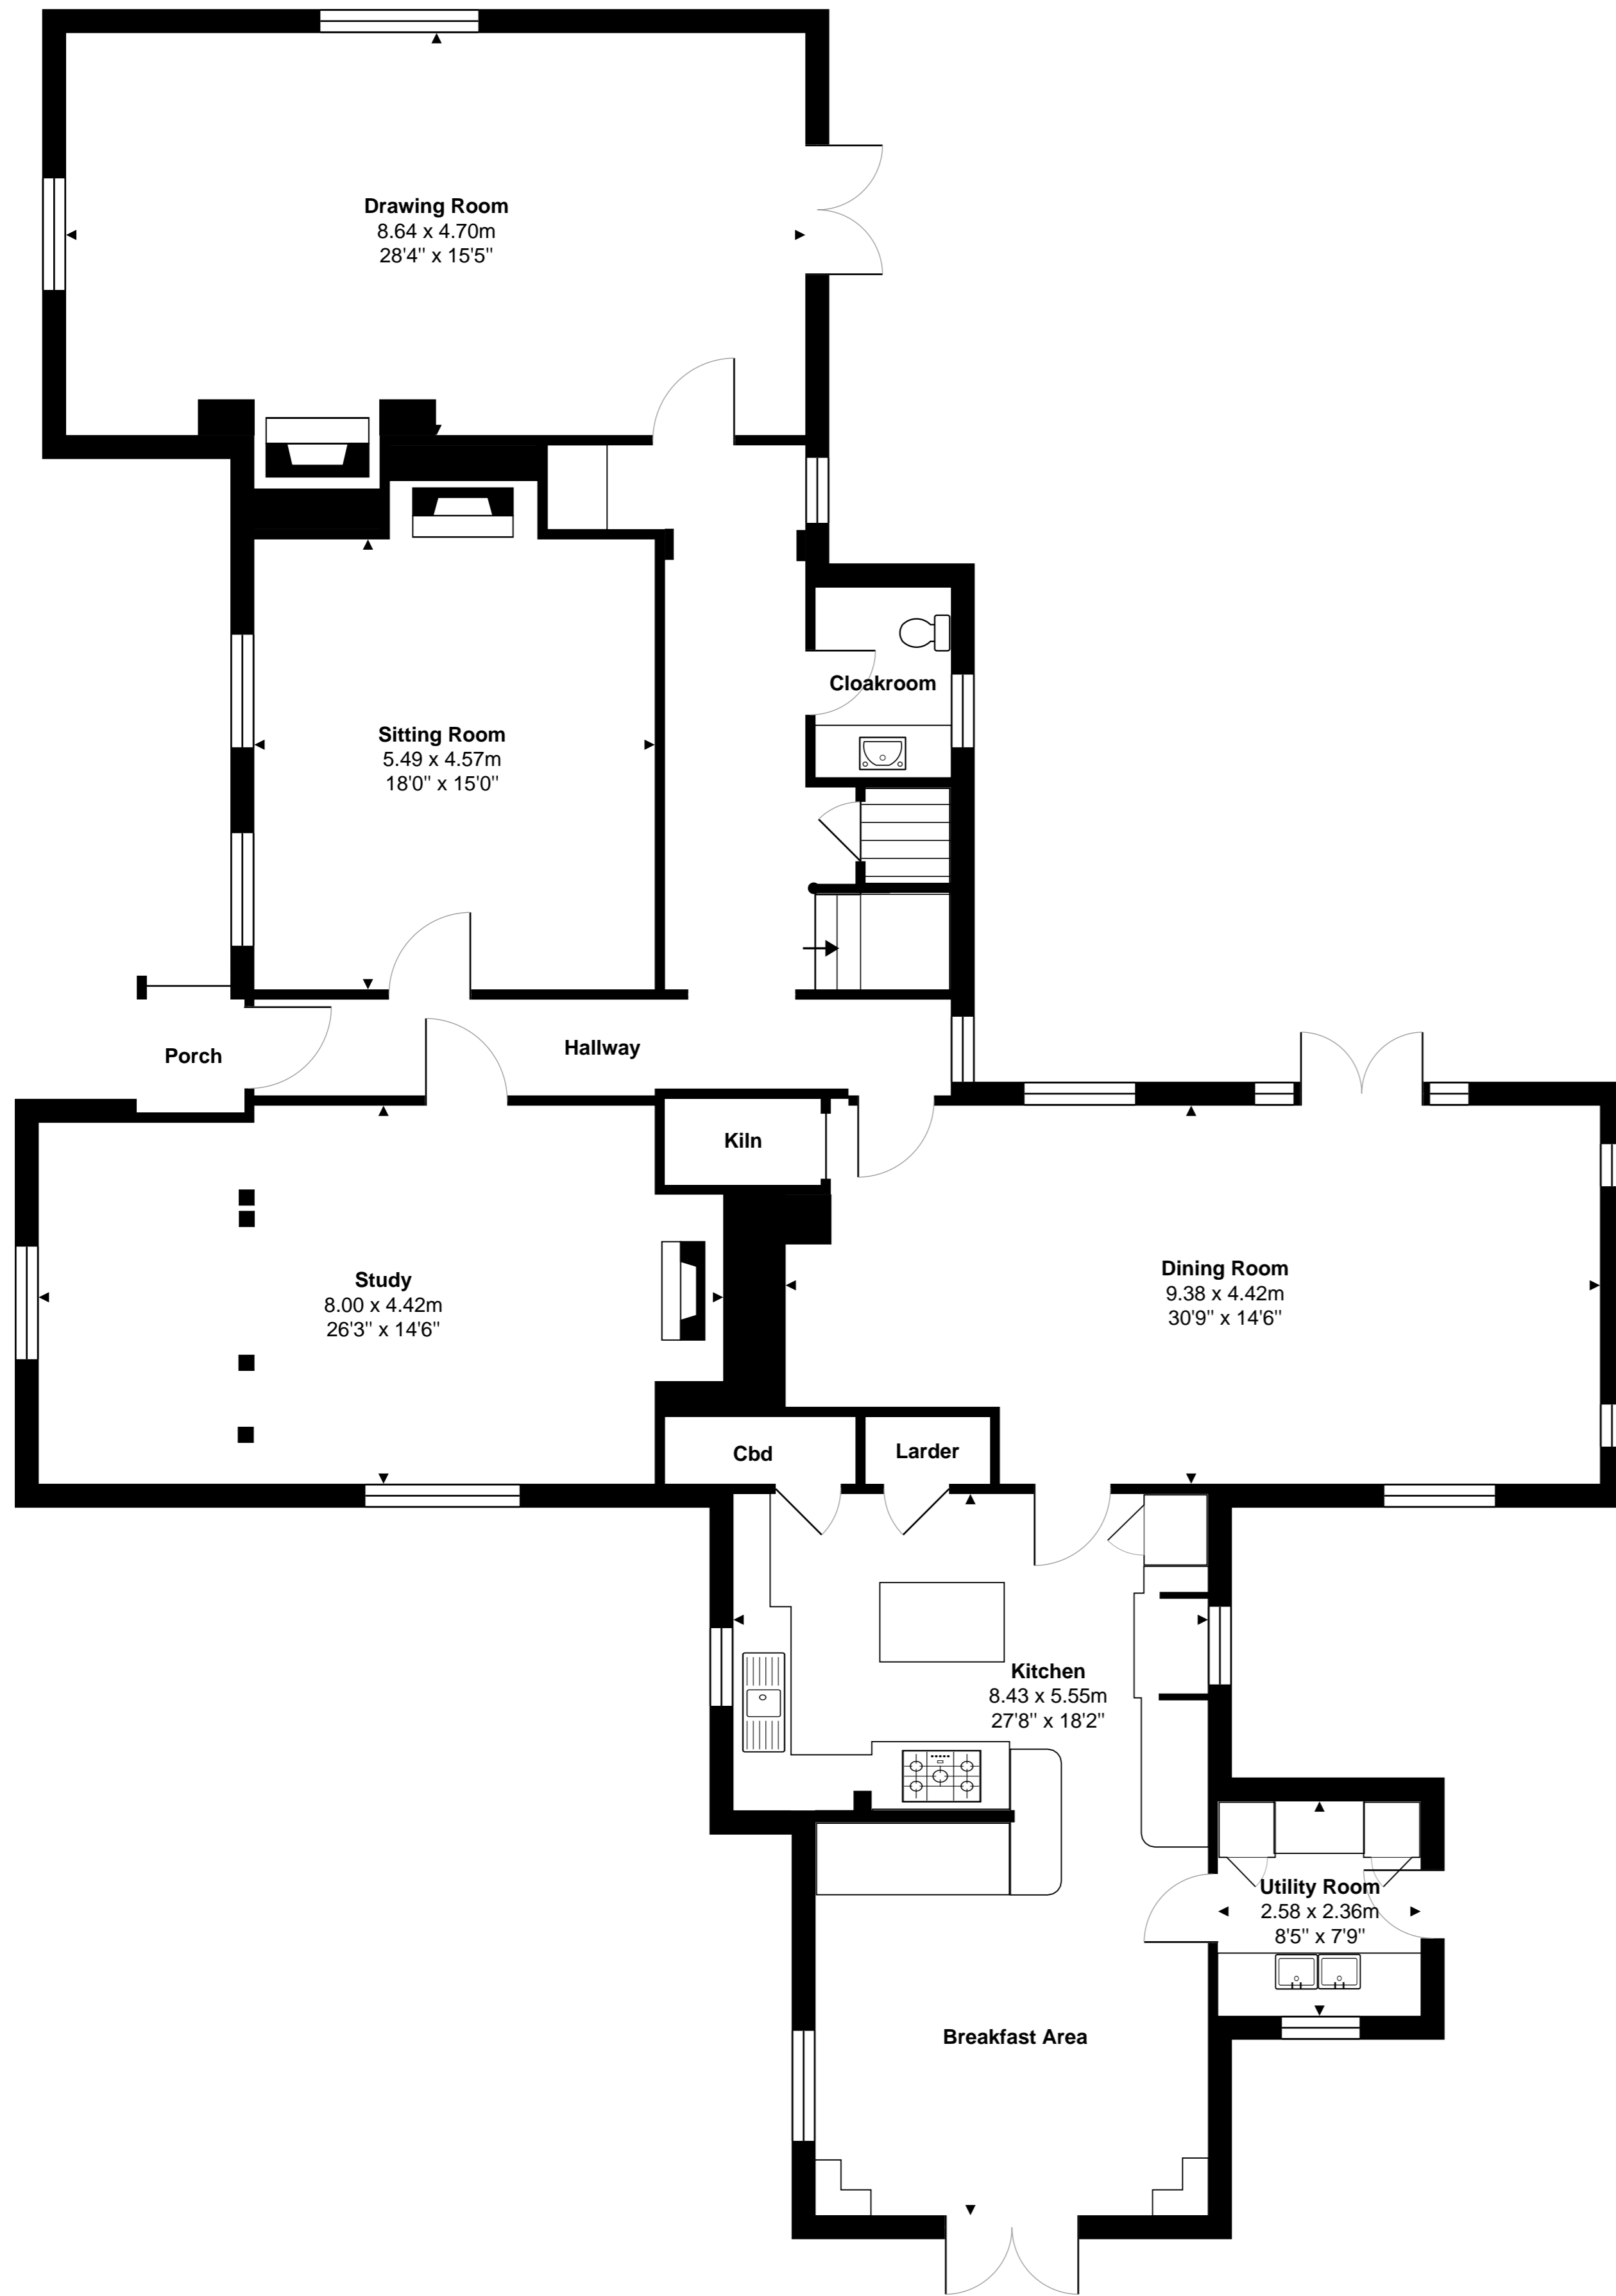 Drawing Room
8.64 x 4.70m
28'4" x 15'5"
Cloakroom
Sitting Room
5.49 x 4.57m
18'0" x 15'0"
Porch
Hallway
Kiln
Study
8.00 x 4.42m
26'3" x 14'6"
Dining Room
9.38 x 4.42m
30'9" x 14'6"
Cbd
Larder
Kitchen
8.43 x 5.55m
27'8" x 18'2"
Utility Room
2.58 x 2.36m
8'5" x 7'9"
Breakfast Area